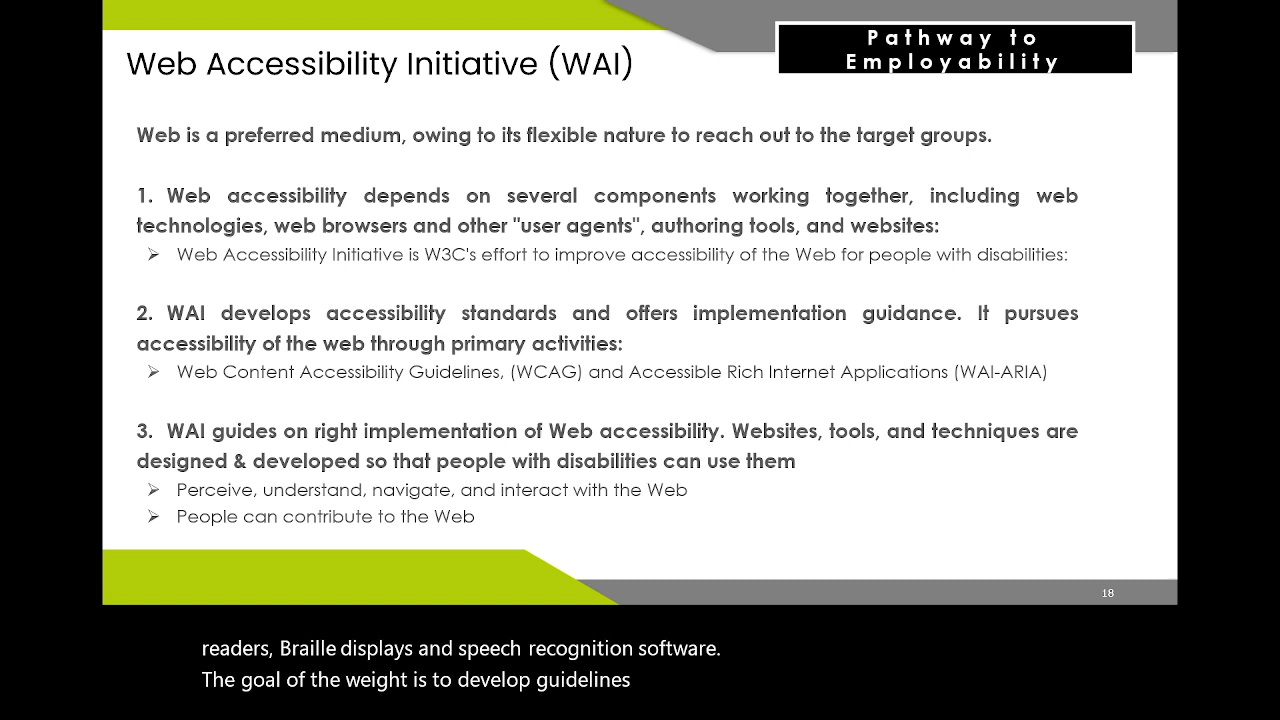 Pathway to
Employability
Web Accessibility Initiative (WAI)
Web is a preferred medium, owing to its flexible nature to reach out to the target groups.
1. Web accessibility depends on several components working together, including web
technologies, web browsers and other "user agents", authoring tools, and websites:
➢ Web Accessibility Initiative is W3C's effort to improve accessibility of the Web for people with disabilities:
2. WAI develops accessibility standards and offers implementation guidance. It pursues
accessibility of the web through primary activities:
➢ Web Content Accessibility Guidelines, (WCAG) and Accessible Rich Internet Applications (WAI-ARIA)
3. WAI guides on right implementation of Web accessibility. Websites, tools, and techniques are
designed & developed so that people with disabilities can use them
➢ Perceive, understand, navigate, and interact with the Web
➢ People can contribute to the Web
18
readers, Braille displays and speech recognition software.
The goal of the weight is to develop guidelines